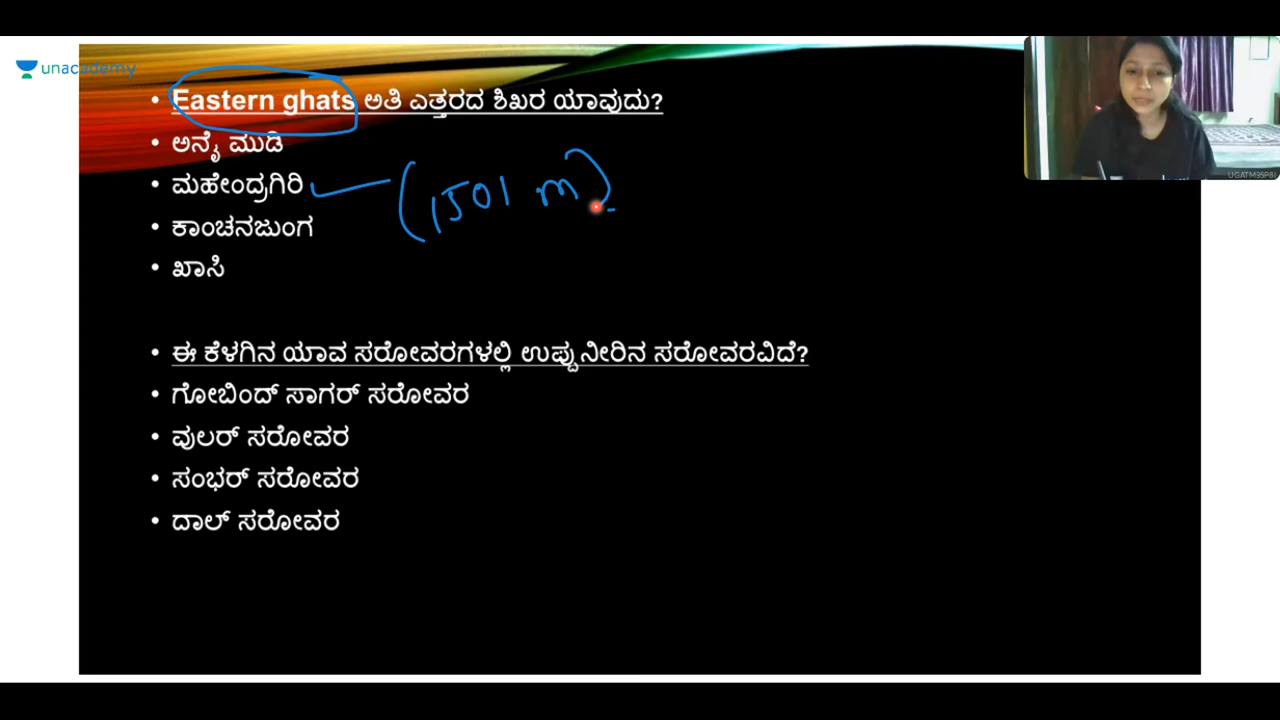 unacademy
• Eastern ghats ಅತಿ ಎತ್ತರದ ಶಿಖರ ಯಾವುದು?
• ಅನೈ ಮುಡಿ
• ಮಹೇಂದ್ರಗಿರಿ (1501 m)
• ಕಾಂಚನಜುಂಗ
• ಖಾಸಿ
• ಈ ಕೆಳಗಿನ ಯಾವ ಸರೋವರಗಳಲ್ಲಿ ಉಪ್ಪುನೀರಿನ ಸರೋವರವಿದೆ?
• ಗೋಬಿಂದ್ ಸಾಗರ್ ಸರೋವರ
• ವುಲರ್ ಸರೋವರ
• ಸಂಭರ್ ಸರೋವರ
• ದಾಲ್ ಸರೋವರ
UGATM35P8I